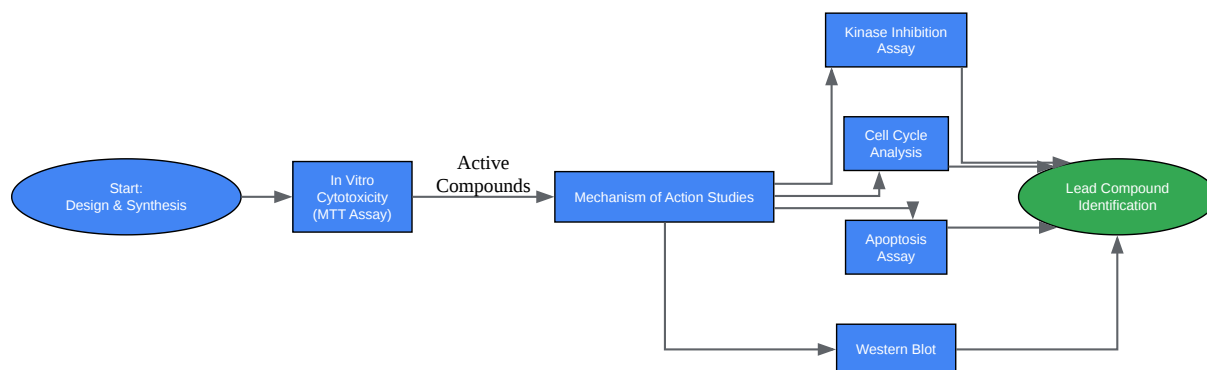 Start:
Design & Synthesis
In Vitro
Cytotoxicity
(MTT Assay)
Active
Compounds
Mechanism of Action Studies
Kinase Inhibition
Assay
Cell Cycle
Analysis
Apoptosis
Assay
Western Blot
Lead Compound
Identification